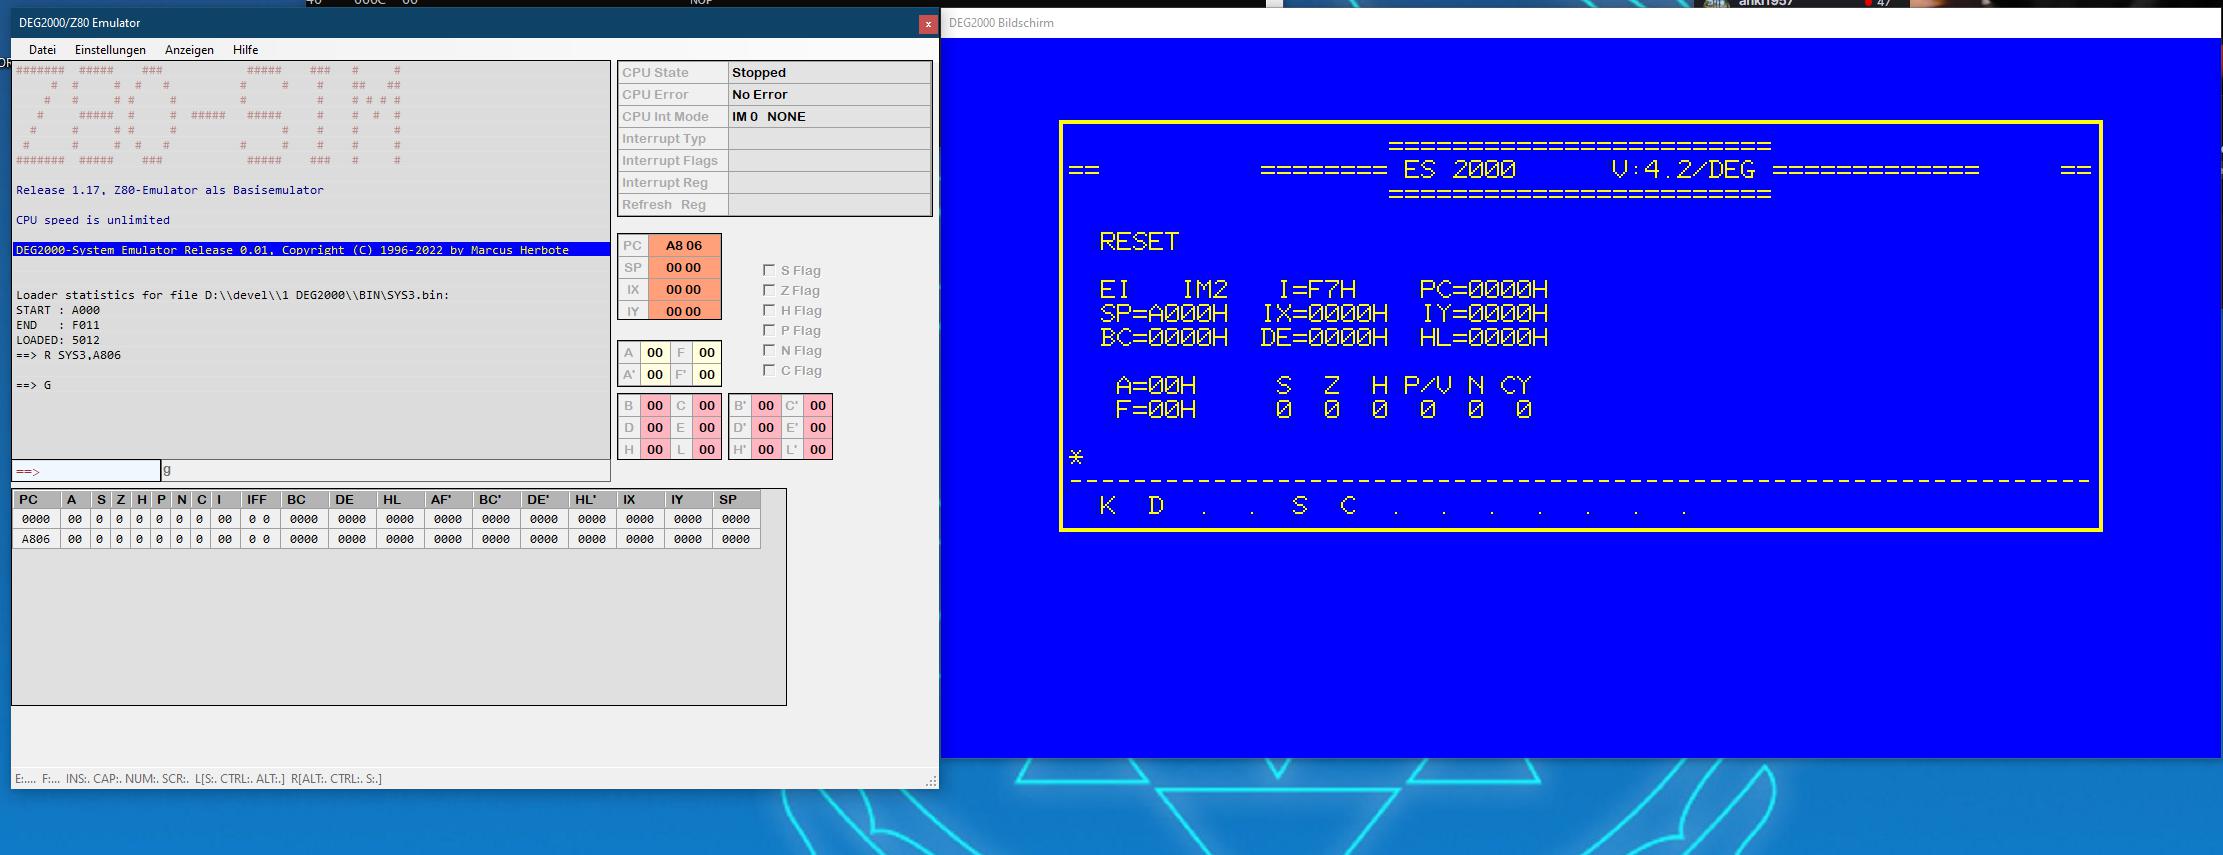 40 000C 00 NOP
anki1957 47
DEG2000/Z80 Emulator x
Datei Einstellungen Anzeigen Hilfe
####### ##### ### ##### ### # #
# # # # # # # # # ## ##
# # # # # # # # # # # #
# ##### # # ##### ##### # # # #
# # # # # # # # #
# # # # # # # # # # #
####### ##### ### ##### ### # #
Release 1.17, Z80-Emulator als Basisemulator
CPU speed is unlimited
DEG2000-System Emulator Release 0.01, Copyright (C) 1996-2022 by Marcus Herbote
Loader statistics for file D:\\devel\\1 DEG2000\\BIN\SYS3.bin:
START : A000
END : F011
LOADED: 5012
==> R SYS3,A806
==> G
==> g
CPU State Stopped
CPU Error No Error
CPU Int Mode IM 0 NONE
Interrupt Typ
Interrupt Flags
Interrupt Reg
Refresh Reg
PC A8 06
SP 00 00
IX 00 00
IY 00 00
S Flag
Z Flag
H Flag
P Flag
N Flag
C Flag
A 00 F 00
A' 00 F' 00
B 00 C 00 B' 00 C' 00
D 00 E 00 D' 00 E' 00
H 00 L 00 H' 00 L' 00
PC A S Z H P N C I IFF BC DE HL AF' BC' DE' HL' IX IY SP
0000 00 0 0 0 0 0 0 00 0 0 0000 0000 0000 0000 0000 0000 0000 0000 0000 0000
A806 00 0 0 0 0 0 0 00 0 0 0000 0000 0000 0000 0000 0000 0000 0000 0000 0000
E:.... F:... INS:. CAP:. NUM:. SCR:. L[S:. CTRL:. ALT:.] R[ALT:. CTRL:. S:.]
DEG2000 Bildschirm
========================
== ======== ES 2000 V:4.2/DEG ============= ==
========================
RESET
EI IM2 I=F7H PC=0000H
SP=A000H IX=0000H IY=0000H
BC=0000H DE=0000H HL=0000H
A=00H S Z H P/V N CY
F=00H 0 0 0 0 0 0
*
----------------------------------------------------------------
K D . . S C . . . . . . .